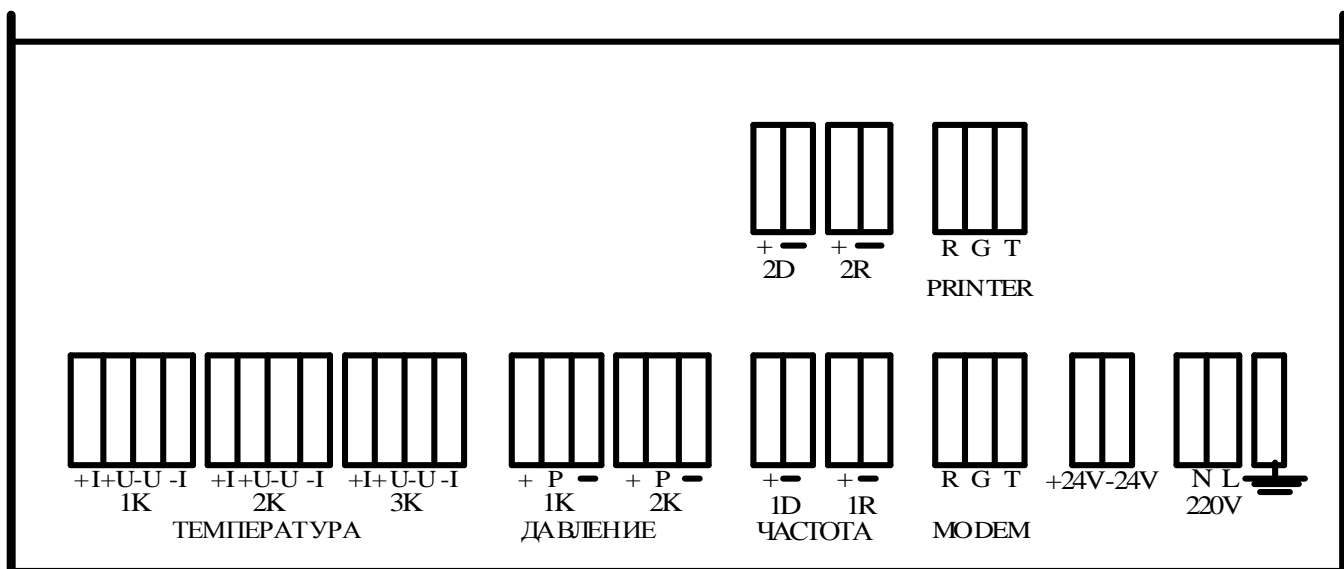 + − + − R G T
2D 2R
PRINTER
+I+U-U -I +I+U-U -I +I+U-U -I + P − + P − + − + − R G T +24V-24V N L
1K 2K 3K 1K 2K 1D 1R 220V
ТЕМПЕРАТУРА ДАВЛЕНИЕ ЧАСТОТА MODEM